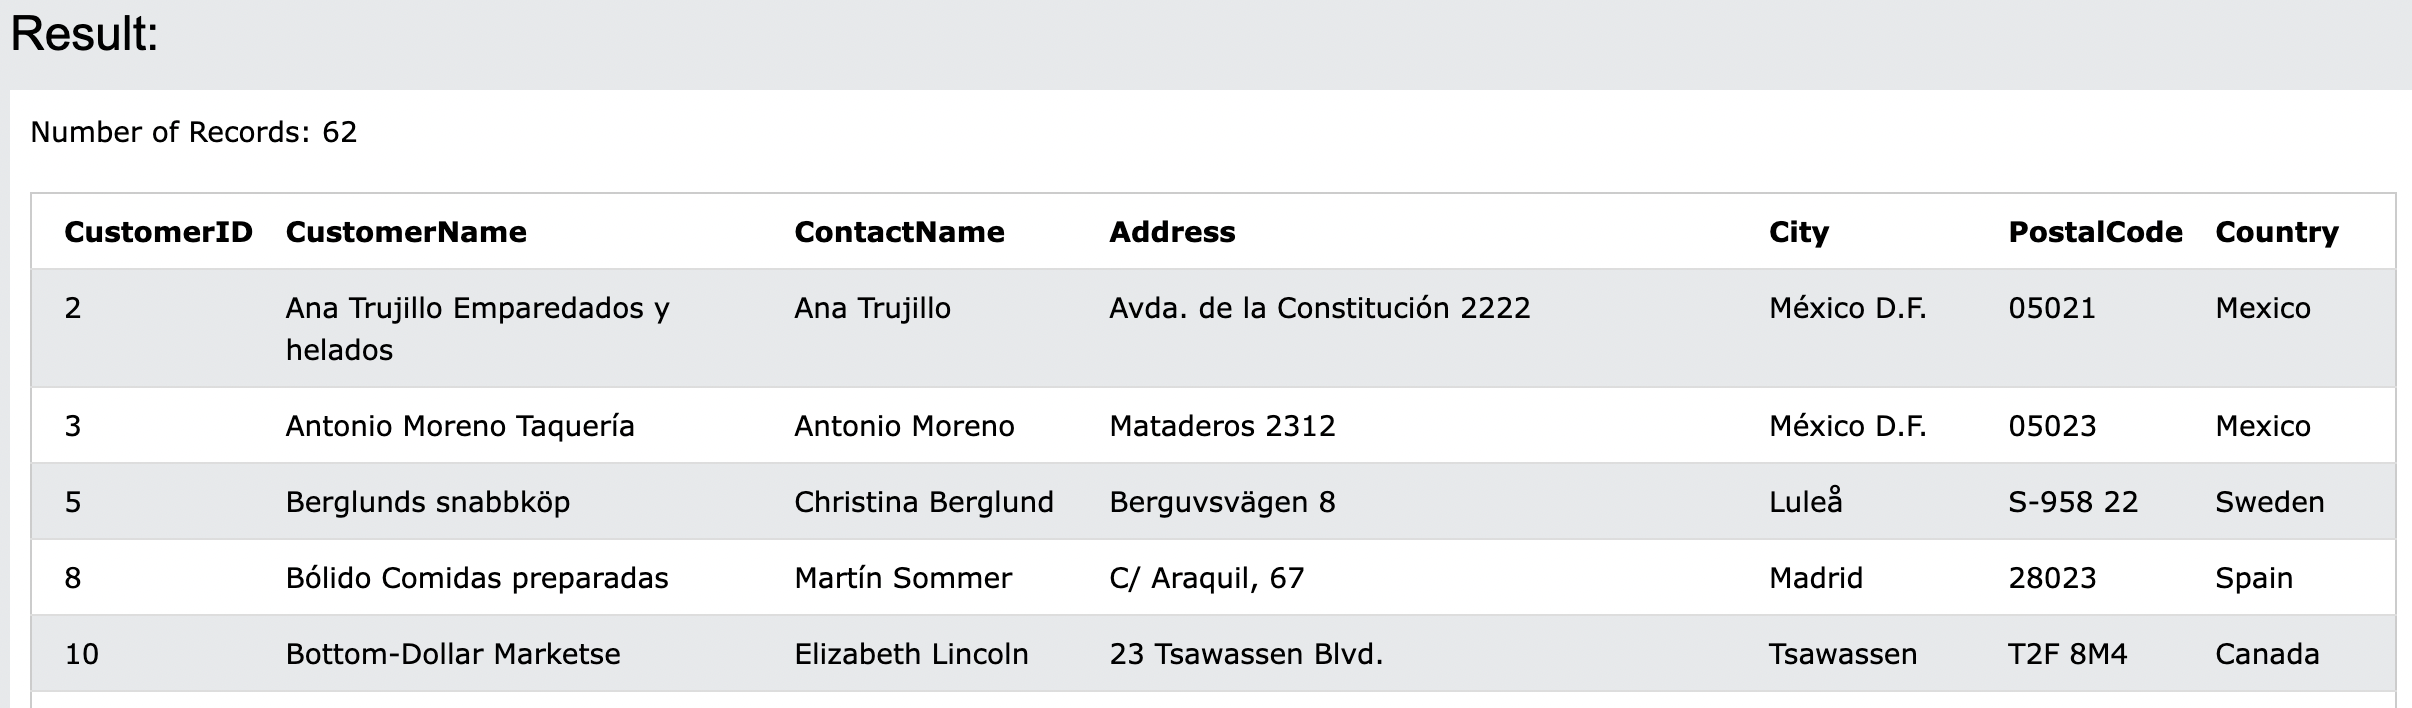 Result:
Number of Records: 62
CustomerID CustomerName ContactName Address City PostalCode Country
2 Ana Trujillo Emparedados y Ana Trujillo Avda. de la Constitución 2222 México D.F. 05021 Mexico
helados
3 Antonio Moreno Taquería Antonio Moreno Mataderos 2312 México D.F. 05023 Mexico
5 Berglunds snabbköp Christina Berglund Berguvsvägen 8 Luleå S-958 22 Sweden
8 Bólido Comidas preparadas Martín Sommer C/ Araquil, 67 Madrid 28023 Spain
10 Bottom-Dollar Marketse Elizabeth Lincoln 23 Tsawassen Blvd. Tsawassen T2F 8M4 Canada